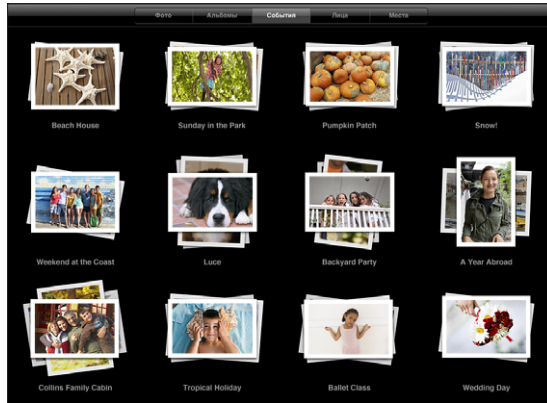 Фото Альбомы События Лица Места
Beach House Sunday in the Park Pumpkin Patch Snow!
Weekend at the Coast Luce Backyard Party A Year Abroad
Collins Family Cabin Tropical Holiday Ballet Class Wedding Day